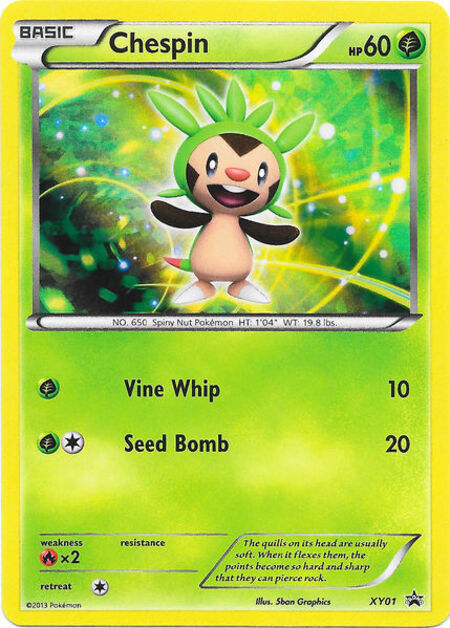 BASIC Chespin HP60
NO. 650 Spiny Nut Pokémon HT: 1'04" WT: 19.8 lbs.
Vine Whip 10
Seed Bomb 20
weakness resistance
×2
retreat
The quills on its head are usually
soft. When it flexes them, the
points become so hard and sharp
that they can pierce rock.
©2013 Pokémon Illus. 5ban Graphics XY01